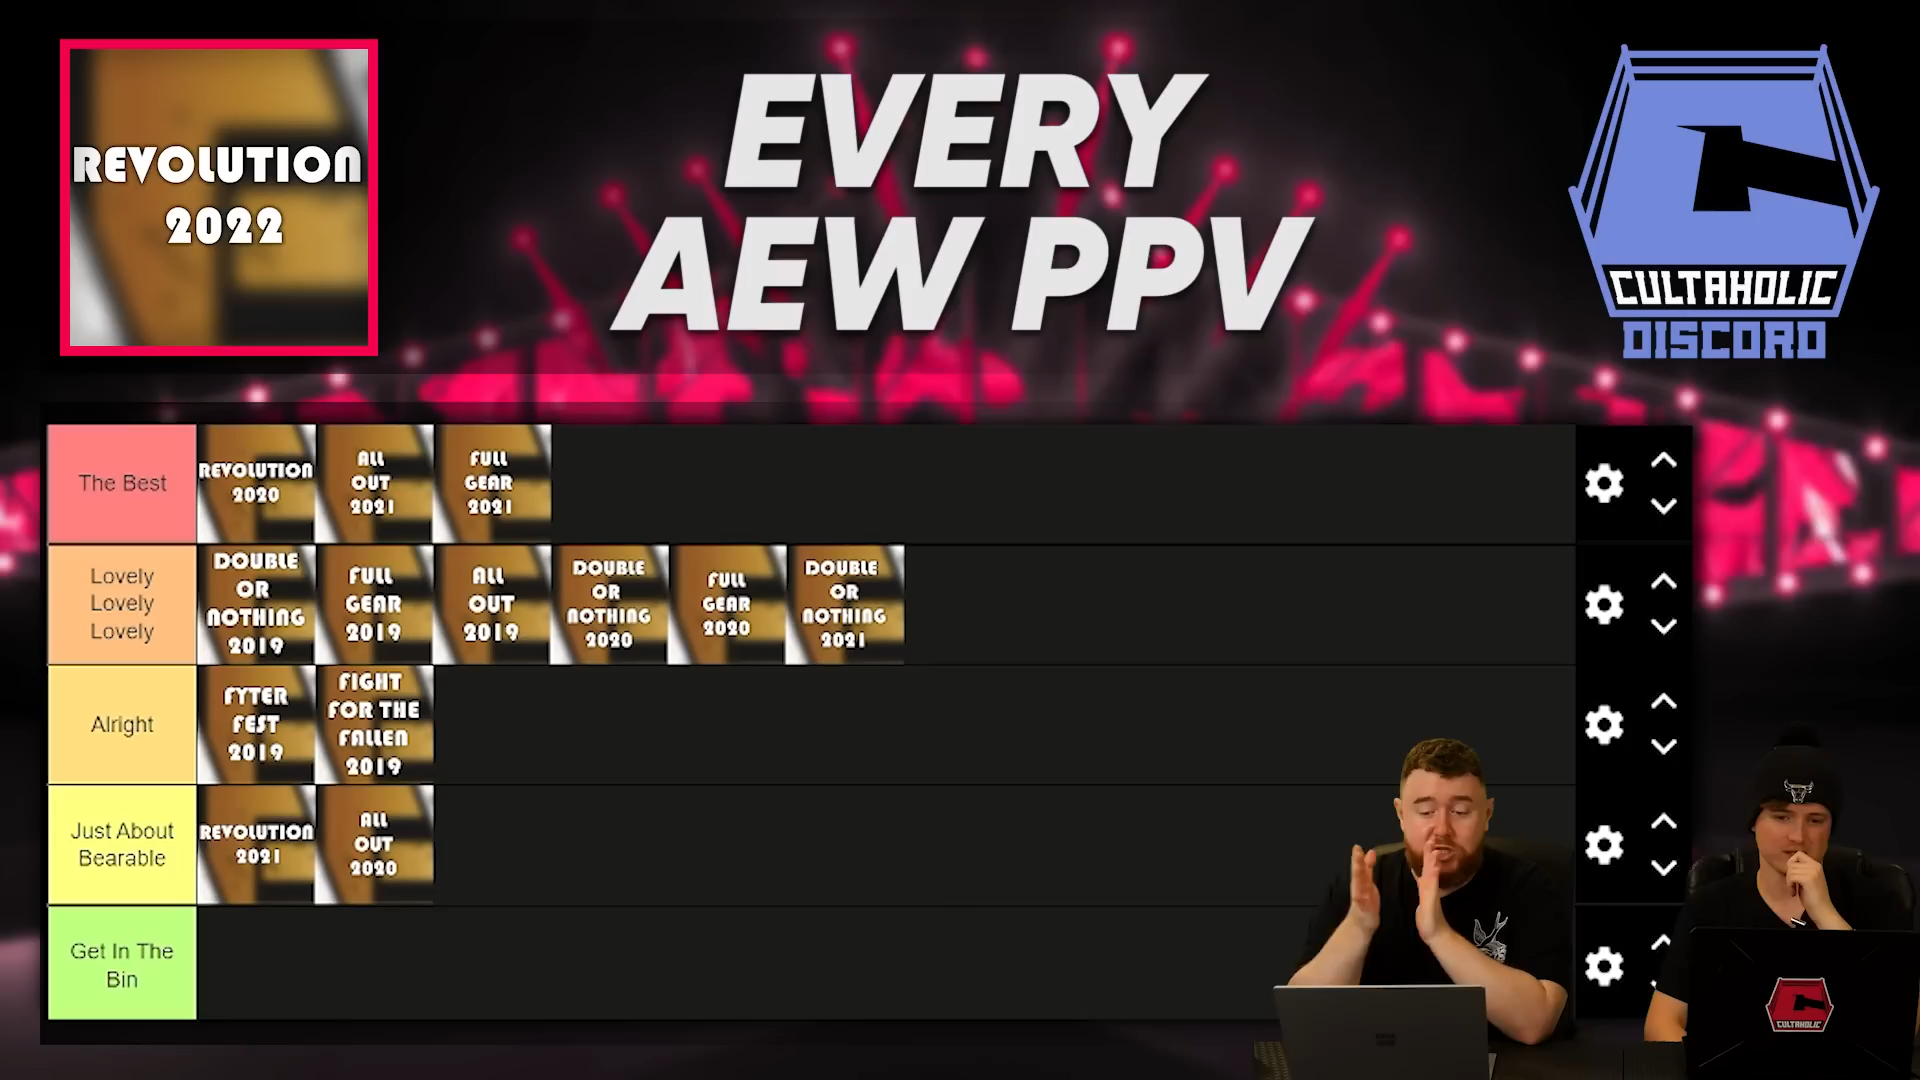 REVOLUTION
2022
EVERY
AEW PPV
CULTAHOLIC
DISCORD
The Best
REVOLUTION
2020
ALL
OUT
2021
FULL
GEAR
2021
Lovely
Lovely
Lovely
DOUBLE
OR
NOTHING
2019
FULL
GEAR
2019
ALL
OUT
2019
DOUBLE
OR
NOTHING
2020
FULL
GEAR
2020
DOUBLE
OR
NOTHING
2021
Alright
FYTER
FEST
2019
FIGHT
FOR THE
FALLEN
2019
Just About
Bearable
REVOLUTION
2021
ALL
OUT
2020
Get In The
Bin
CULTAHOLIC